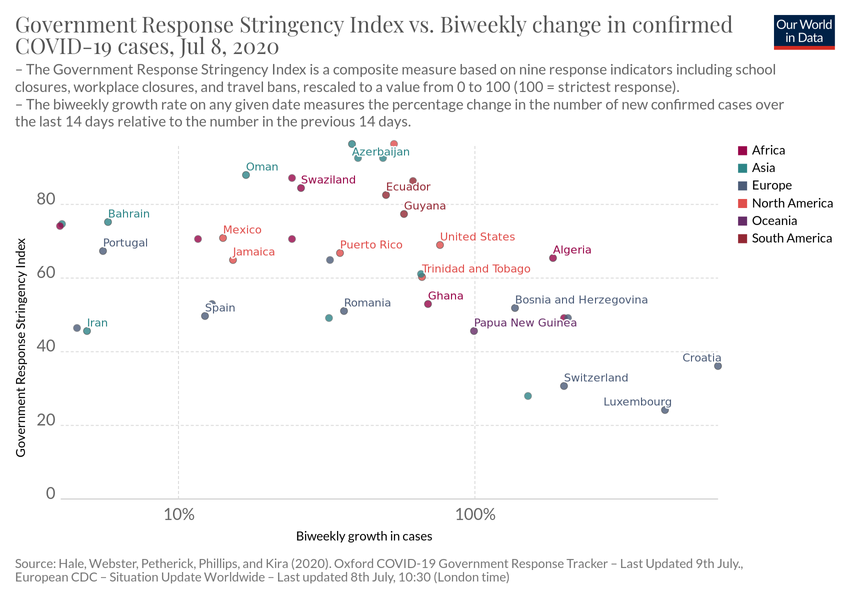 Government Response Stringency Index vs. Biweekly change in confirmed
COVID-19 cases, Jul 8, 2020
Our World
in Data
– The Government Response Stringency Index is a composite measure based on nine response indicators including school
closures, workplace closures, and travel bans, rescaled to a value from 0 to 100 (100 = strictest response).
– The biweekly growth rate on any given date measures the percentage change in the number of new confirmed cases over
the last 14 days relative to the number in the previous 14 days.
Africa
Asia
Europe
North America
Oceania
South America
Azerbaijan
Oman
Swaziland
Ecuador
80
Guyana
Bahrain
Mexico
United States
Portugal
Puerto Rico
Jamaica
Algeria
Trinidad and Tobago
60
Ghana
Bosnia and Herzegovina
Romania
Spain
Iran
Papua New Guinea
40
Croatia
Switzerland
Luxembourg
20
0
Government Response Stringency Index
10%
100%
Biweekly growth in cases
Source: Hale, Webster, Petherick, Phillips, and Kira (2020). Oxford COVID-19 Government Response Tracker – Last Updated 9th July.,
European CDC – Situation Update Worldwide – Last updated 8th July, 10:30 (London time)